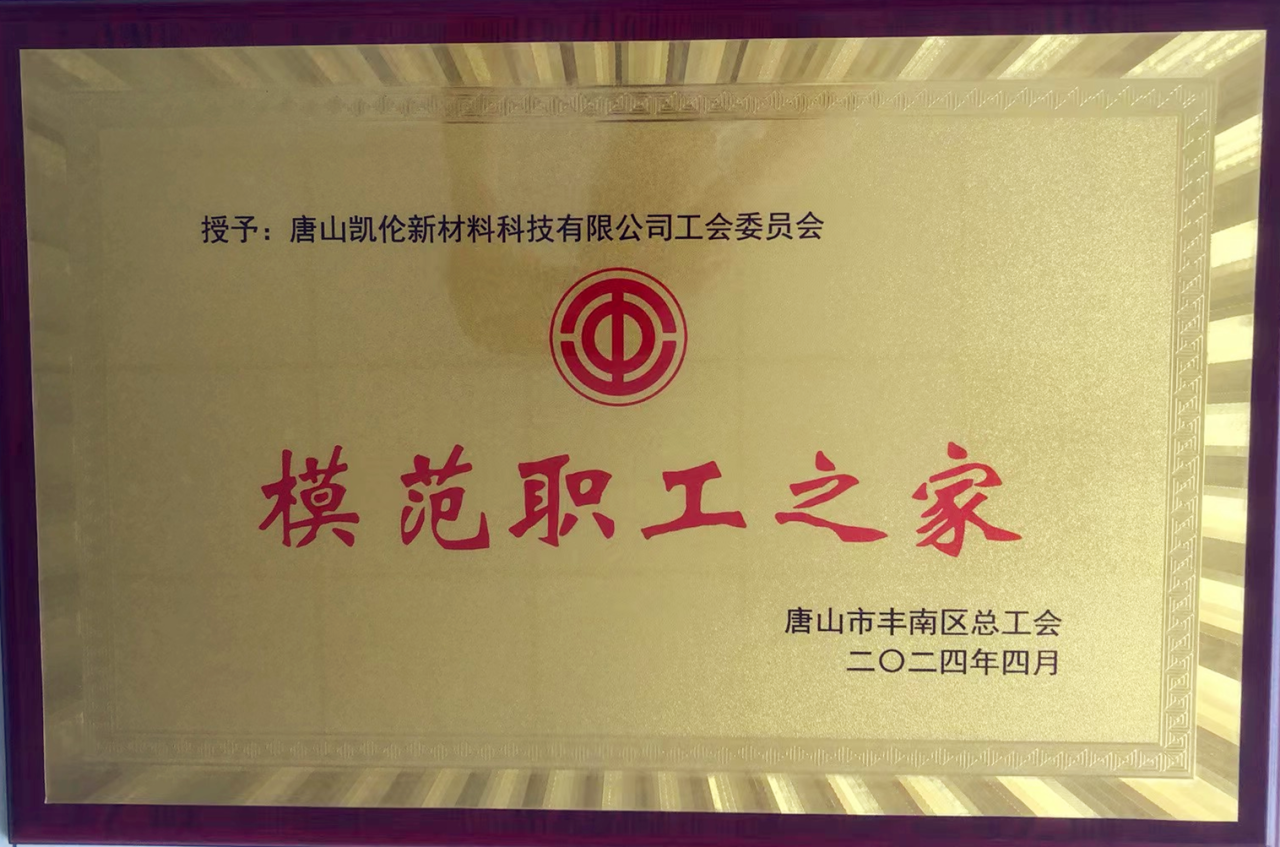 授予：唐山凯伦新材料科技有限公司工会委员会
模范职工之家
唐山市丰南区总工会
二〇二四年四月